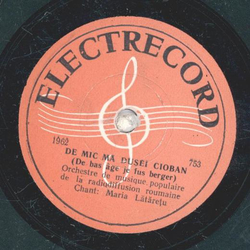 ELECTRECORD
1962
753
DE MIC MĂ DUSEI CIOBAN
(De bas âge je fus berger)
Orchestre de musique populaire
de la radiodiffusion roumaine
Chant: Maria Lătărețu